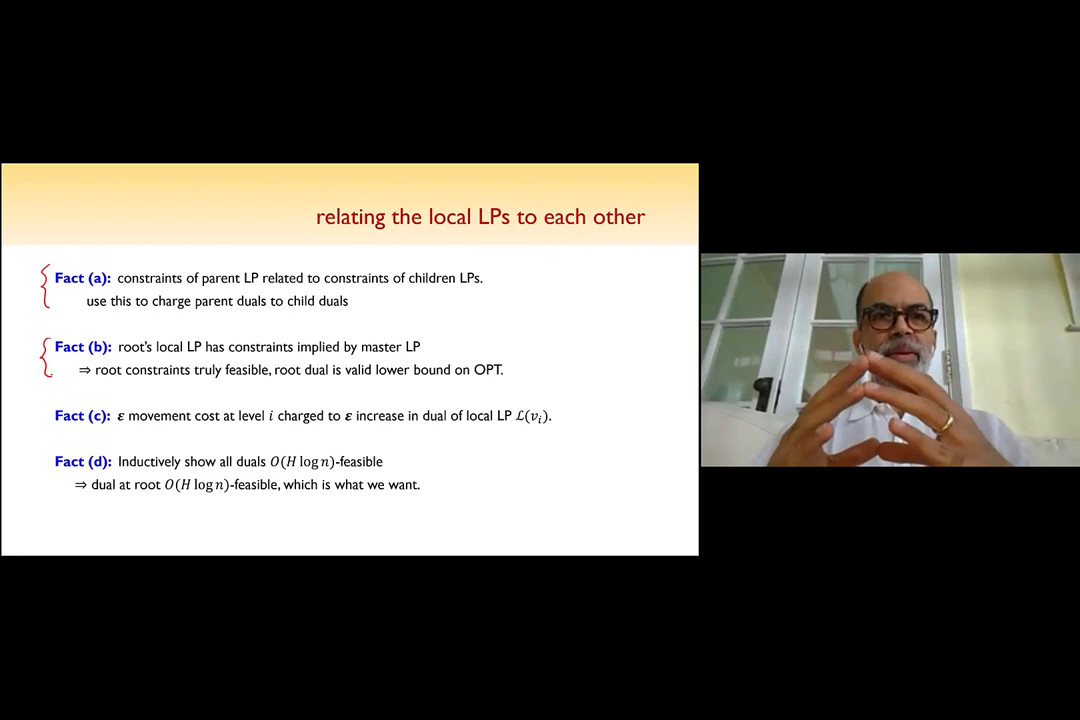 relating the local LPs to each other
Fact (a): constraints of parent LP related to constraints of children LPs.
use this to charge parent duals to child duals
Fact (b): root's local LP has constraints implied by master LP
⇒ root constraints truly feasible, root dual is valid lower bound on OPT.
Fact (c): ε movement cost at level i charged to ε increase in dual of local LP ℒ(vᵢ).
Fact (d): Inductively show all duals O(H log n)-feasible
⇒ dual at root O(H log n)-feasible, which is what we want.